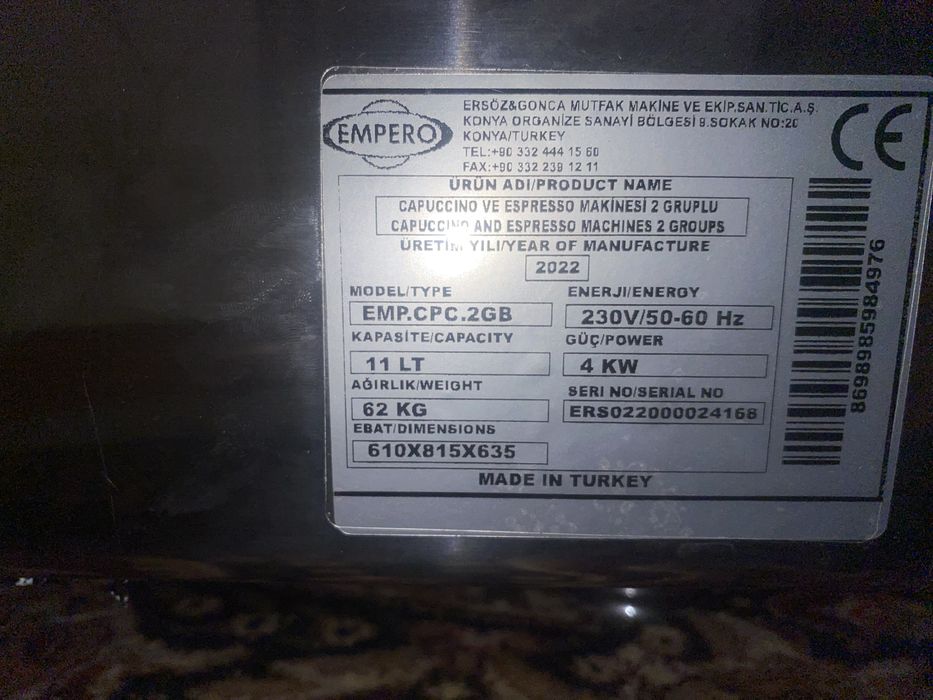 EMPERO
ERSÖZ&GONCA MUTFAK MAKİNE VE EKİP.SAN.TİC.A.Ş.
KONYA ORGANİZE SANAYİ BÖLGESİ 9.SOKAK NO:20
KONYA/TURKEY
TEL:+90 332 444 15 60
FAX:+90 332 239 12 11
CE
ÜRÜN ADI/PRODUCT NAME
CAPUCCINO VE ESPRESSO MAKİNESİ 2 GRUPLU
CAPUCCINO AND ESPRESSO MACHINES 2 GROUPS
ÜRETİM YILI/YEAR OF MANUFACTURE
2022
MODEL/TYPE
EMP.CPC.2GB
ENERJI/ENERGY
230V/50-60 Hz
KAPASİTE/CAPACITY
11 LT
GÜÇ/POWER
4 KW
AĞIRLIK/WEIGHT
62 KG
SERI NO/SERIAL NO
ERS022000024168
EBAT/DIMENSIONS
610X815X635
MADE IN TURKEY
8698985984976